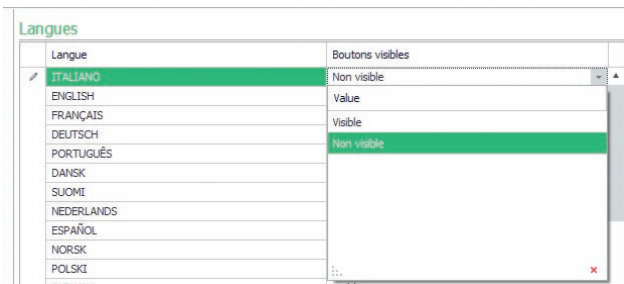 Langues
Langue Boutons visibles
ITALIANO Non visible
ENGLISH Value
FRANÇAIS Visible
DEUTSCH Non visible
PORTUGUÊS
DANSK
SUOMI
NEDERLANDS
ESPAÑOL
NORSK
POLSKI